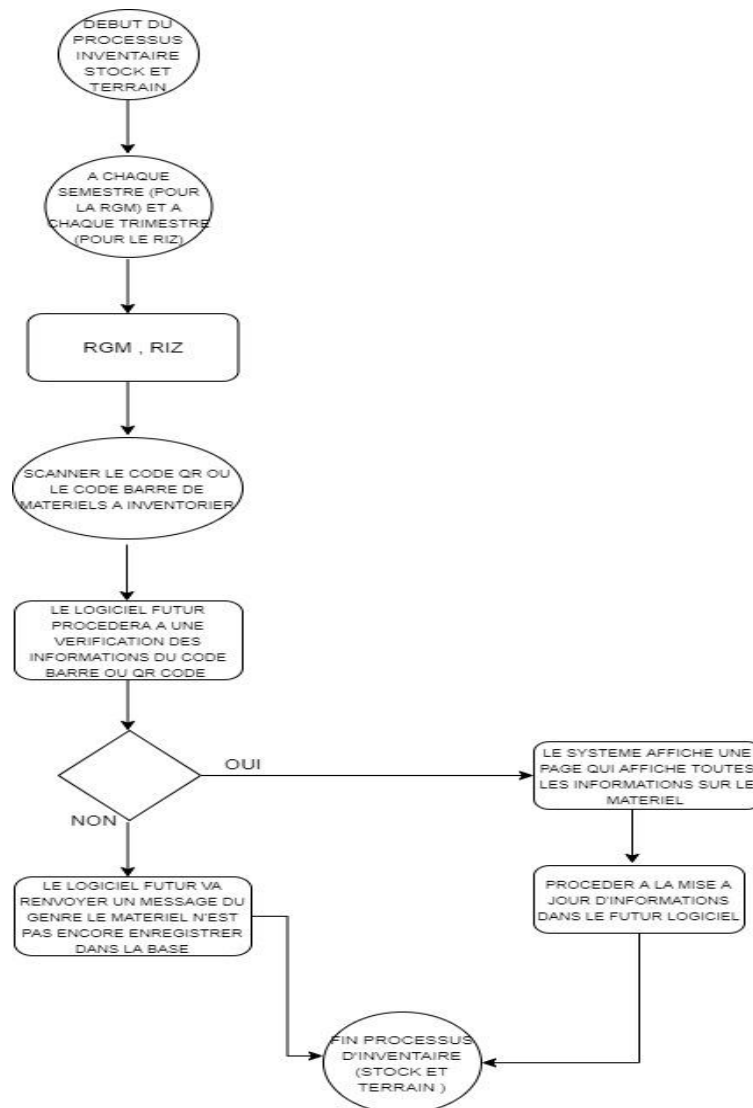 DEBUT DU
PROCESSUS
INVENTAIRE
STOCK ET
TERRAIN
A CHAQUE
SEMESTRE (POUR
LA RGM) ET A
CHAQUE TRIMESTRE
(POUR LE RIZ)
RGM , RIZ
SCANNER LE CODE QR OU
LE CODE BARRE DE
MATERIELS A INVENTORIER
LE LOGICIEL FUTUR
PROCEDERA A UNE
VERIFICATION DES
INFORMATIONS DU CODE
BARRE OU QR CODE
OUI
LE SYSTEME AFFICHE UNE
PAGE QUI AFFICHE TOUTES
LES INFORMATIONS SUR LE
MATERIEL
NON
LE LOGICIEL FUTUR VA
RENVOYER UN MESSAGE DU
GENRE LE MATERIEL N'EST
PAS ENCORE ENREGISTRER
DANS LA BASE
PROCEDER A LA MISE A
JOUR D'INFORMATIONS
DANS LE FUTUR LOGICIEL
FIN PROCESSUS
D'INVENTAIRE
(STOCK ET
TERRAIN )